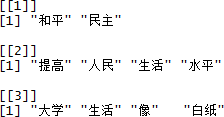 [[1]]
[1] "和平" "民主"
[[2]]
[1] "提高" "人民" "生活" "水平"
[[3]]
[1] "大学" "生活" "像" "白纸"